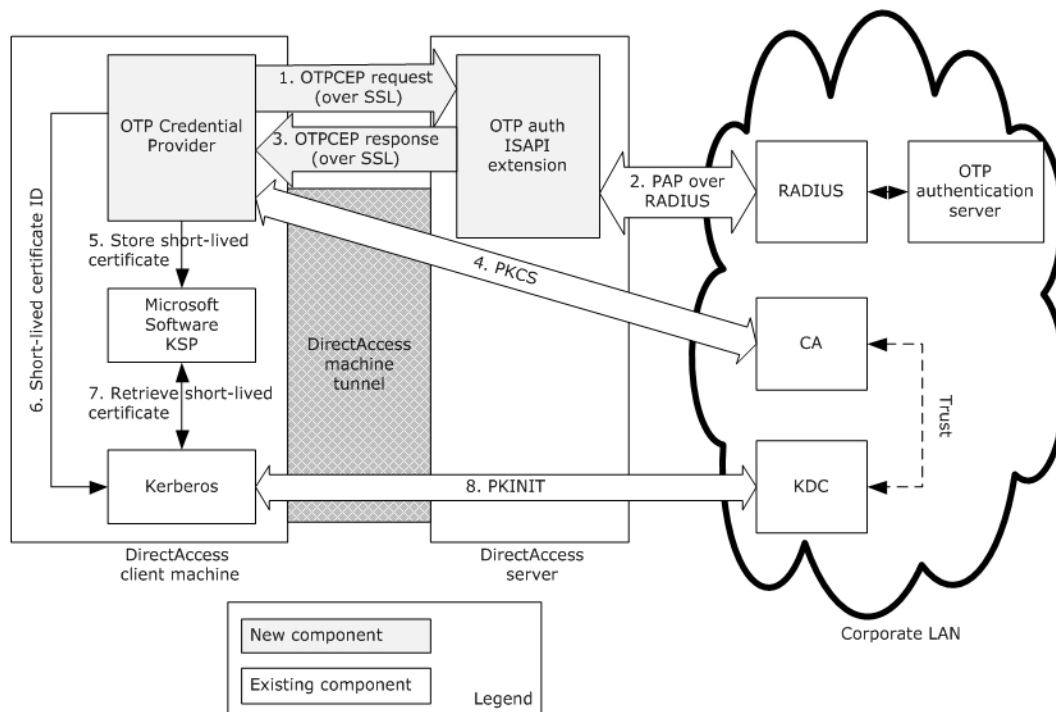 1. OTPCEP request
(over SSL)
OTP Credential
Provider
3. OTPCEP response
(over SSL)
OTP auth
ISAPI
extension
2. PAP over
RADIUS
RADIUS
OTP
authentication
server
6. Short-lived certificate ID
5. Store short-lived
certificate
4. PKCS
Microsoft
Software
KSP
DirectAccess
machine
tunnel
CA
7. Retrieve short-lived
certificate
Trust
Kerberos
8. PKINIT
KDC
DirectAccess
client machine
DirectAccess
server
Corporate LAN
New component
Existing component
Legend